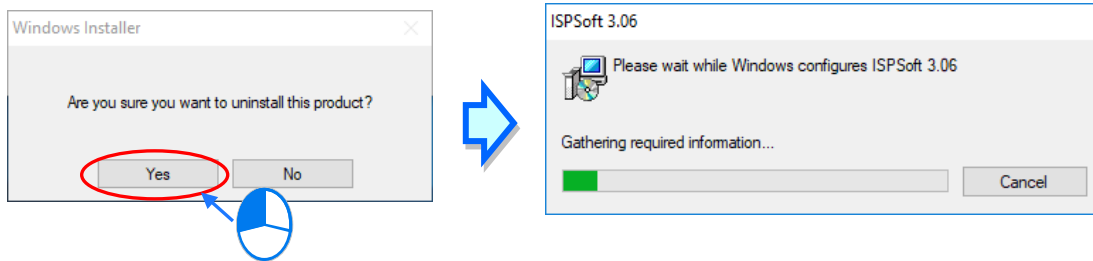 Windows Installer
Are you sure you want to uninstall this product?
Yes
No
ISPSoft 3.06
Please wait while Windows configures ISPSoft 3.06
Gathering required information...
Cancel